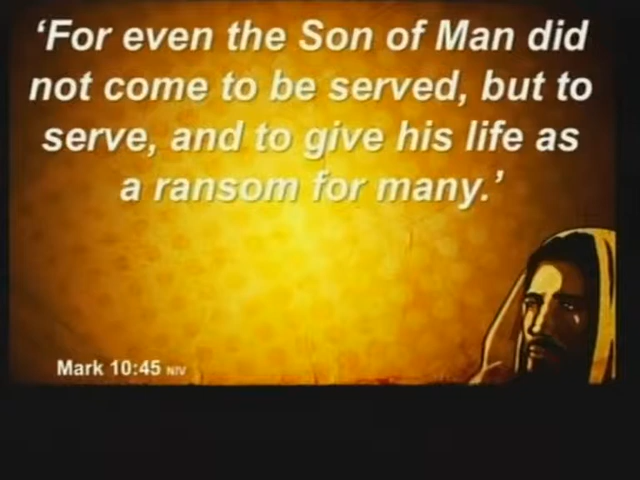 ‘For even the Son of Man did
not come to be served, but to
serve, and to give his life as
a ransom for many.’
Mark 10:45 NIV